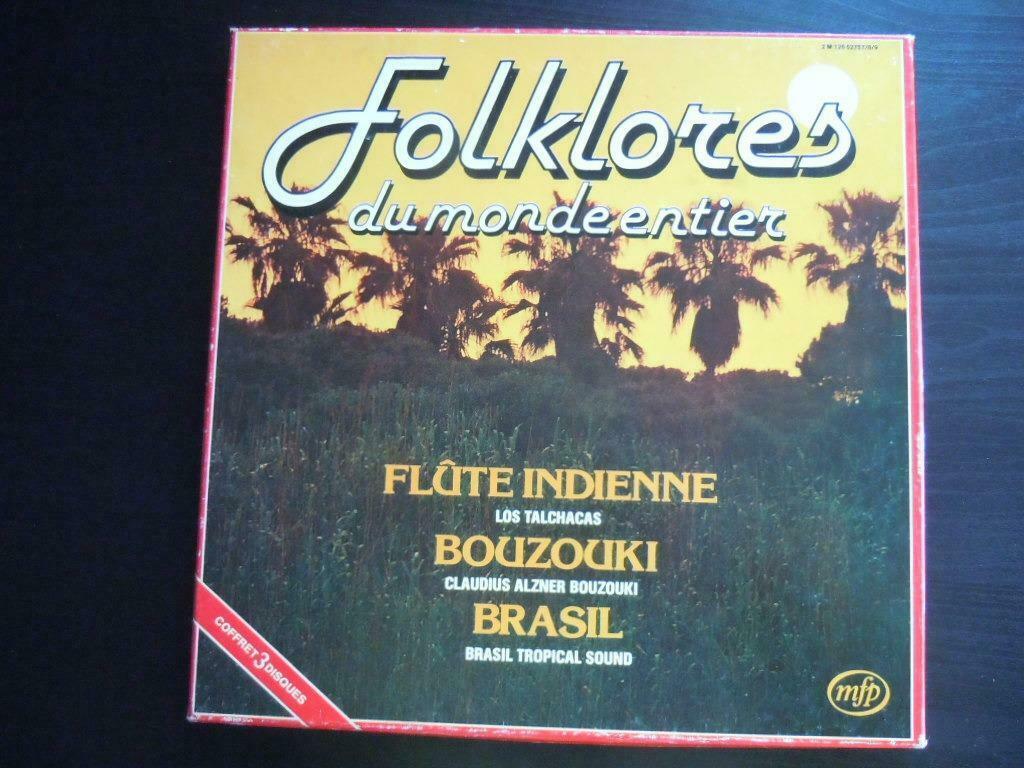 2 M 126 52757/8/9
Folklores
du monde entier
FLÛTE INDIENNE
LOS TALCHACAS
BOUZOUKI
CLAUDIUS ALZNER BOUZOUKI
BRASIL
BRASIL TROPICAL SOUND
COFFRET 3 DISQUES
mfp